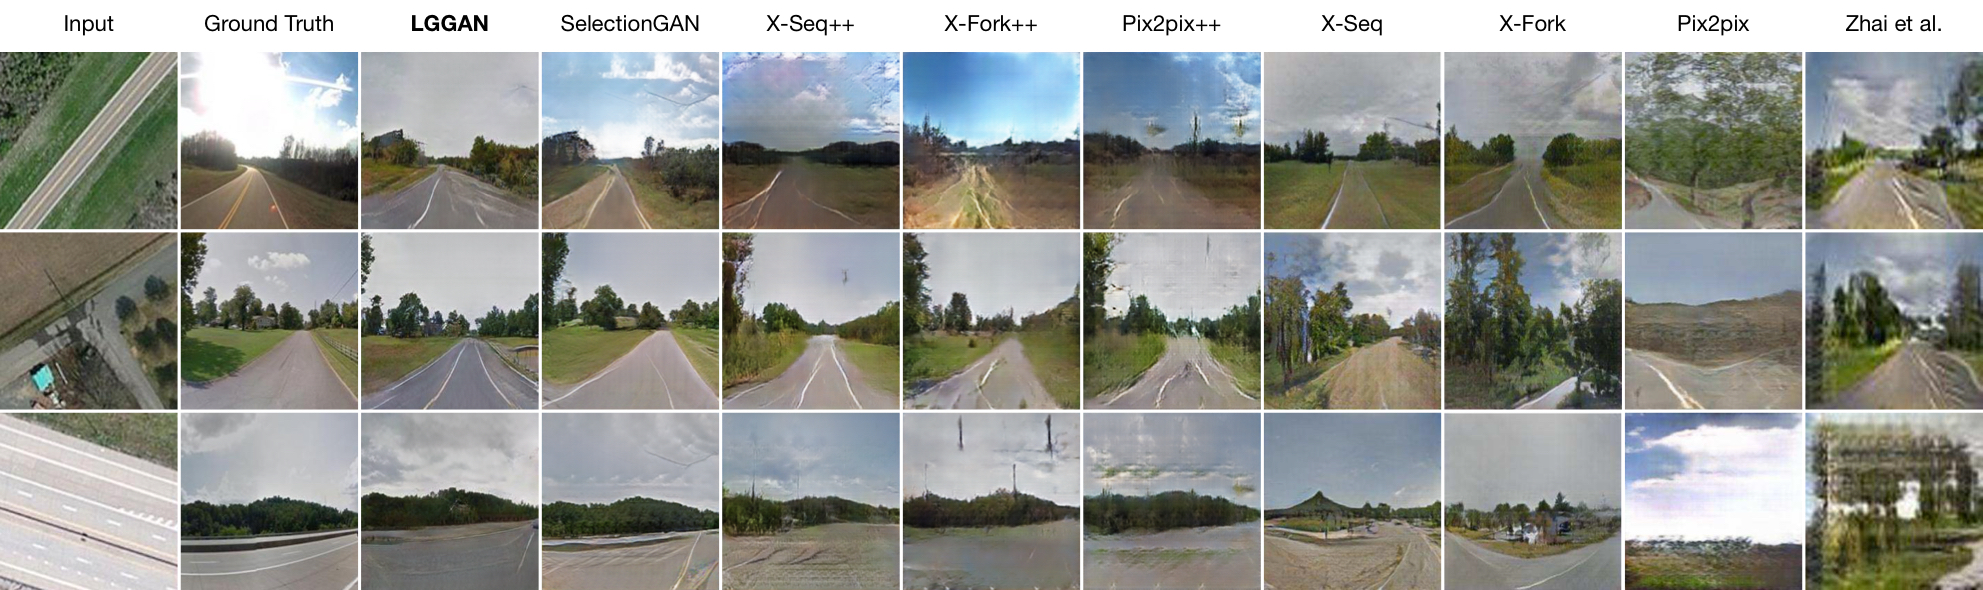 Input Ground Truth LGGAN SelectionGAN X-Seq++ X-Fork++ Pix2pix++ X-Seq X-Fork Pix2pix Zhai et al.